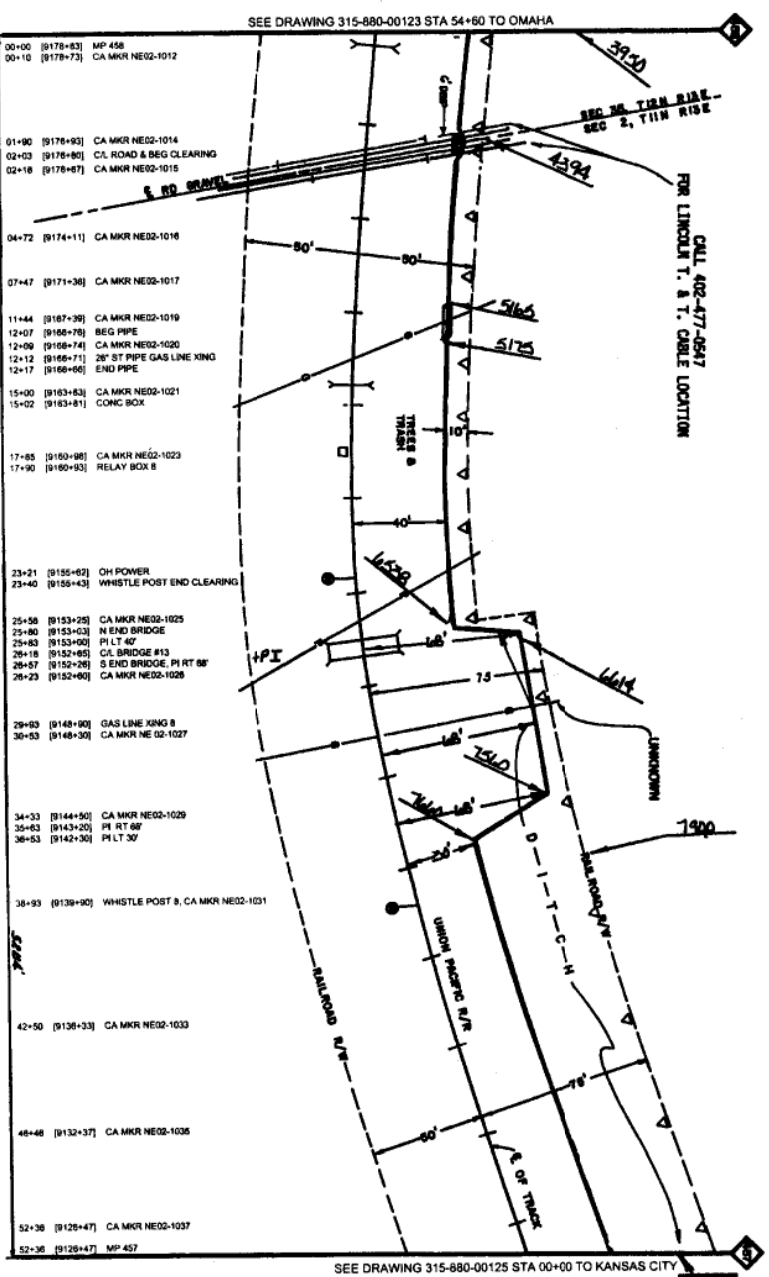 SEE DRAWING 315-880-00123 STA 54+60 TO OMAHA
00+00 [9178+83] MP 458
00+10 [9178+73] CA MKR NE02-1012
3950
6' DEEP
SEC 35, T12N R13E
SEC 2, T11N R13E
01+90 [9176+93] CA MKR NE02-1014
02+03 [9176+80] C/L ROAD & BEG CLEARING
02+16 [9176+67] CA MKR NE02-1015
4394
CALL 402-477-0547
FOR LINCOLN T. & T. CABLE LOCATION
℄ RD GRAVEL
04+72 [9174+11] CA MKR NE02-1016
50'
50'
07+47 [9171+36] CA MKR NE02-1017
11+44 [9167+39] CA MKR NE02-1019
12+07 [9166+76] BEG PIPE
12+09 [9166+74] CA MKR NE02-1020
12+12 [9166+71] 26" ST PIPE GAS LINE XING
12+17 [9166+66] END PIPE
5165
5175
15+00 [9163+83] CA MKR NE02-1021
15+02 [9163+81] CONC BOX
TREES &
TRASH
10'
17+85 [9160+98] CA MKR NE02-1023
17+90 [9160+93] RELAY BOX 8
40'
23+21 [9155+62] OH POWER
23+40 [9155+43] WHISTLE POST END CLEARING
6538
25+58 [9153+25] CA MKR NE02-1025
25+80 [9153+03] N END BRIDGE
25+83 [9153+00] PI LT 40'
26+18 [9152+65] C/L BRIDGE #13
26+57 [9152+26] S END BRIDGE, PI RT 68'
26+23 [9152+60] CA MKR NE02-1026
+PI
68'
75
6614
29+93 [9148+90] GAS LINE XING 8
30+53 [9148+30] CA MKR NE 02-1027
68'
UNKNOWN
7560
34+33 [9144+50] CA MKR NE02-1029
35+63 [9143+20] PI RT 68'
36+53 [9142+30] PI LT 30'
7660
68'
7900
DITCH
RAILROAD R/W
38+93 [9139+90] WHISTLE POST 8, CA MKR NE02-1031
UNION PACIFIC R/R
RAILROAD R/W
42+50 [9136+33] CA MKR NE02-1033
75'
50'
46+46 [9132+37] CA MKR NE02-1035
℄ OF TRACK
52+36 [9126+47] CA MKR NE02-1037
52+36 [9126+47] MP 457
SEE DRAWING 315-880-00125 STA 00+00 TO KANSAS CITY